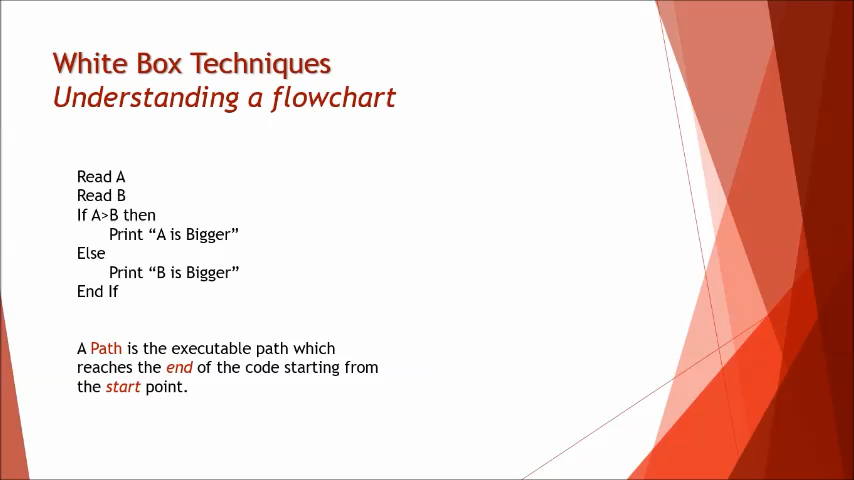 White Box Techniques
Understanding a flowchart
Read A
Read B
If A>B then
Print “A is Bigger”
Else
Print “B is Bigger”
End If
A Path is the executable path which
reaches the end of the code starting from
the start point.